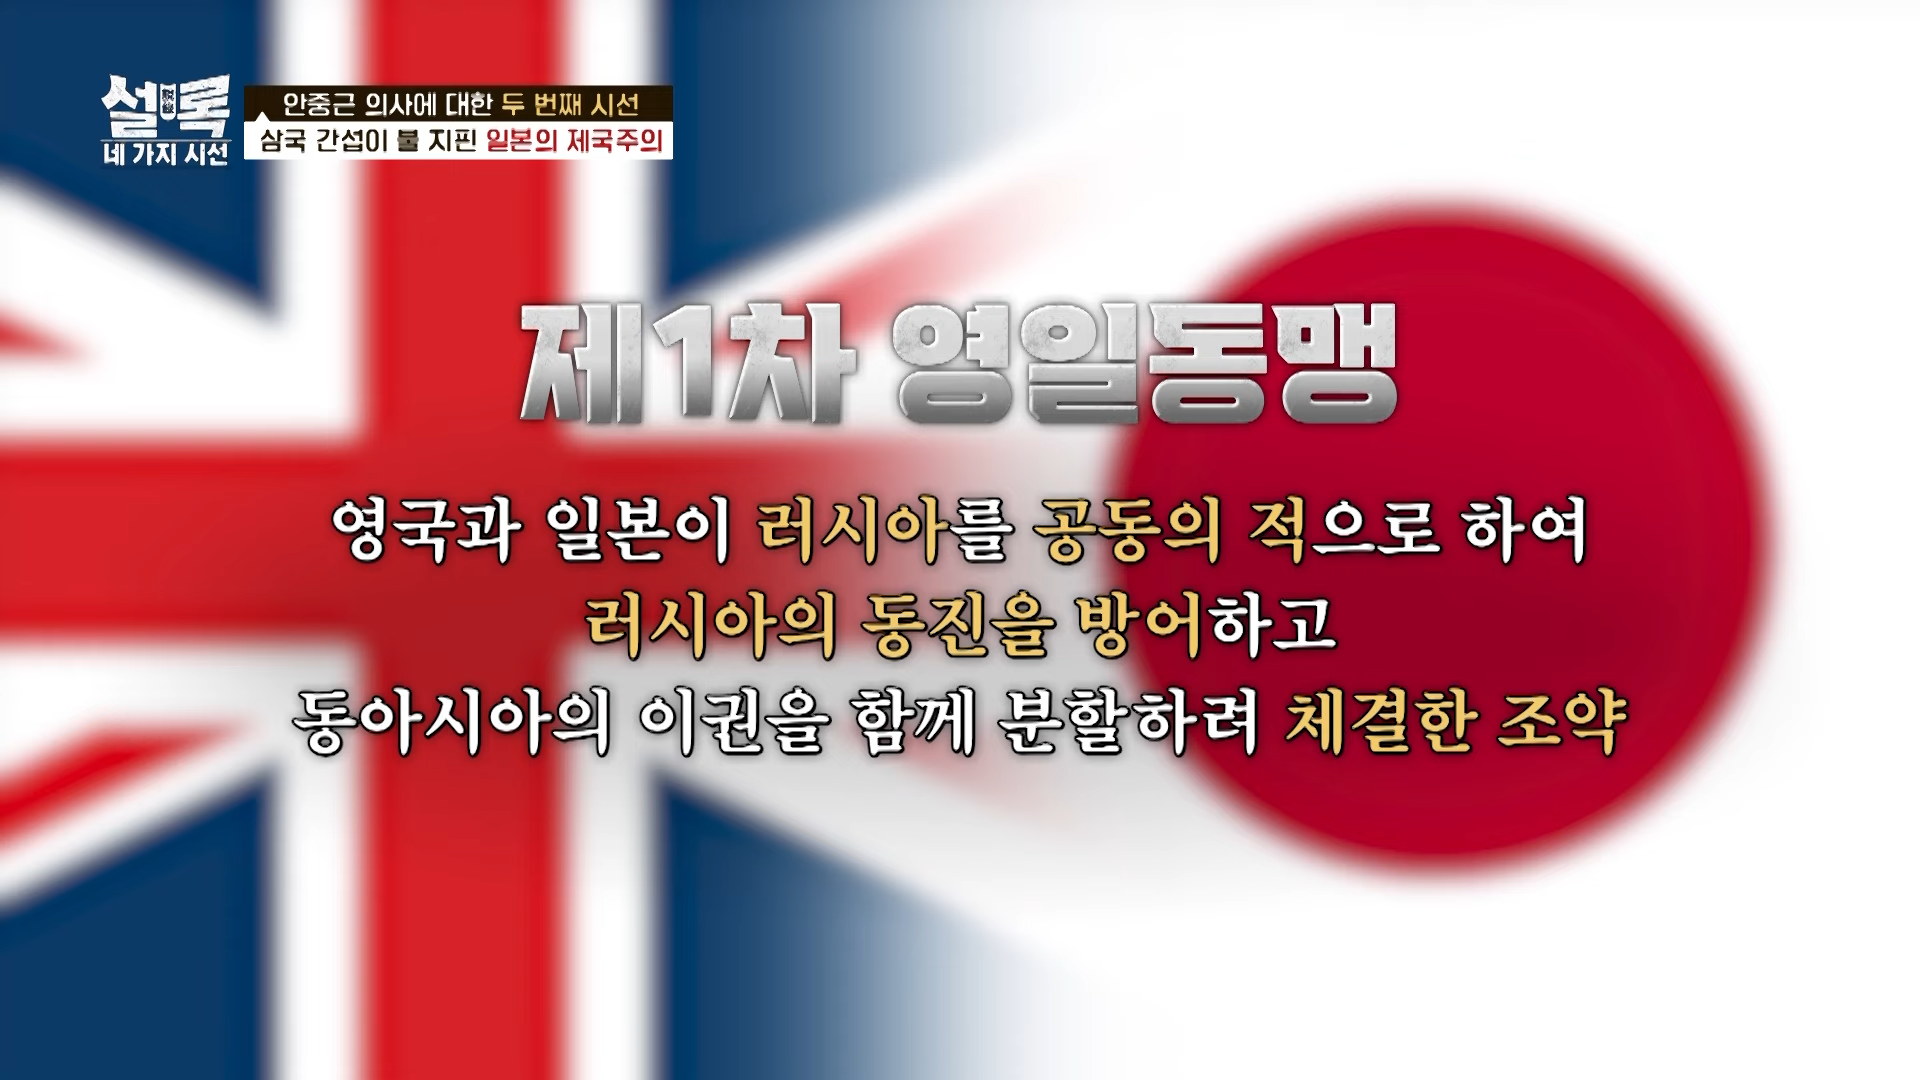 설록
네 가지 시선
안중근 의사에 대한 두 번째 시선
삼국 간섭이 불 지핀 일본의 제국주의
제1차 영일동맹
영국과 일본이 러시아를 공동의 적으로 하여
러시아의 동진을 방어하고
동아시아의 이권을 함께 분할하려 체결한 조약